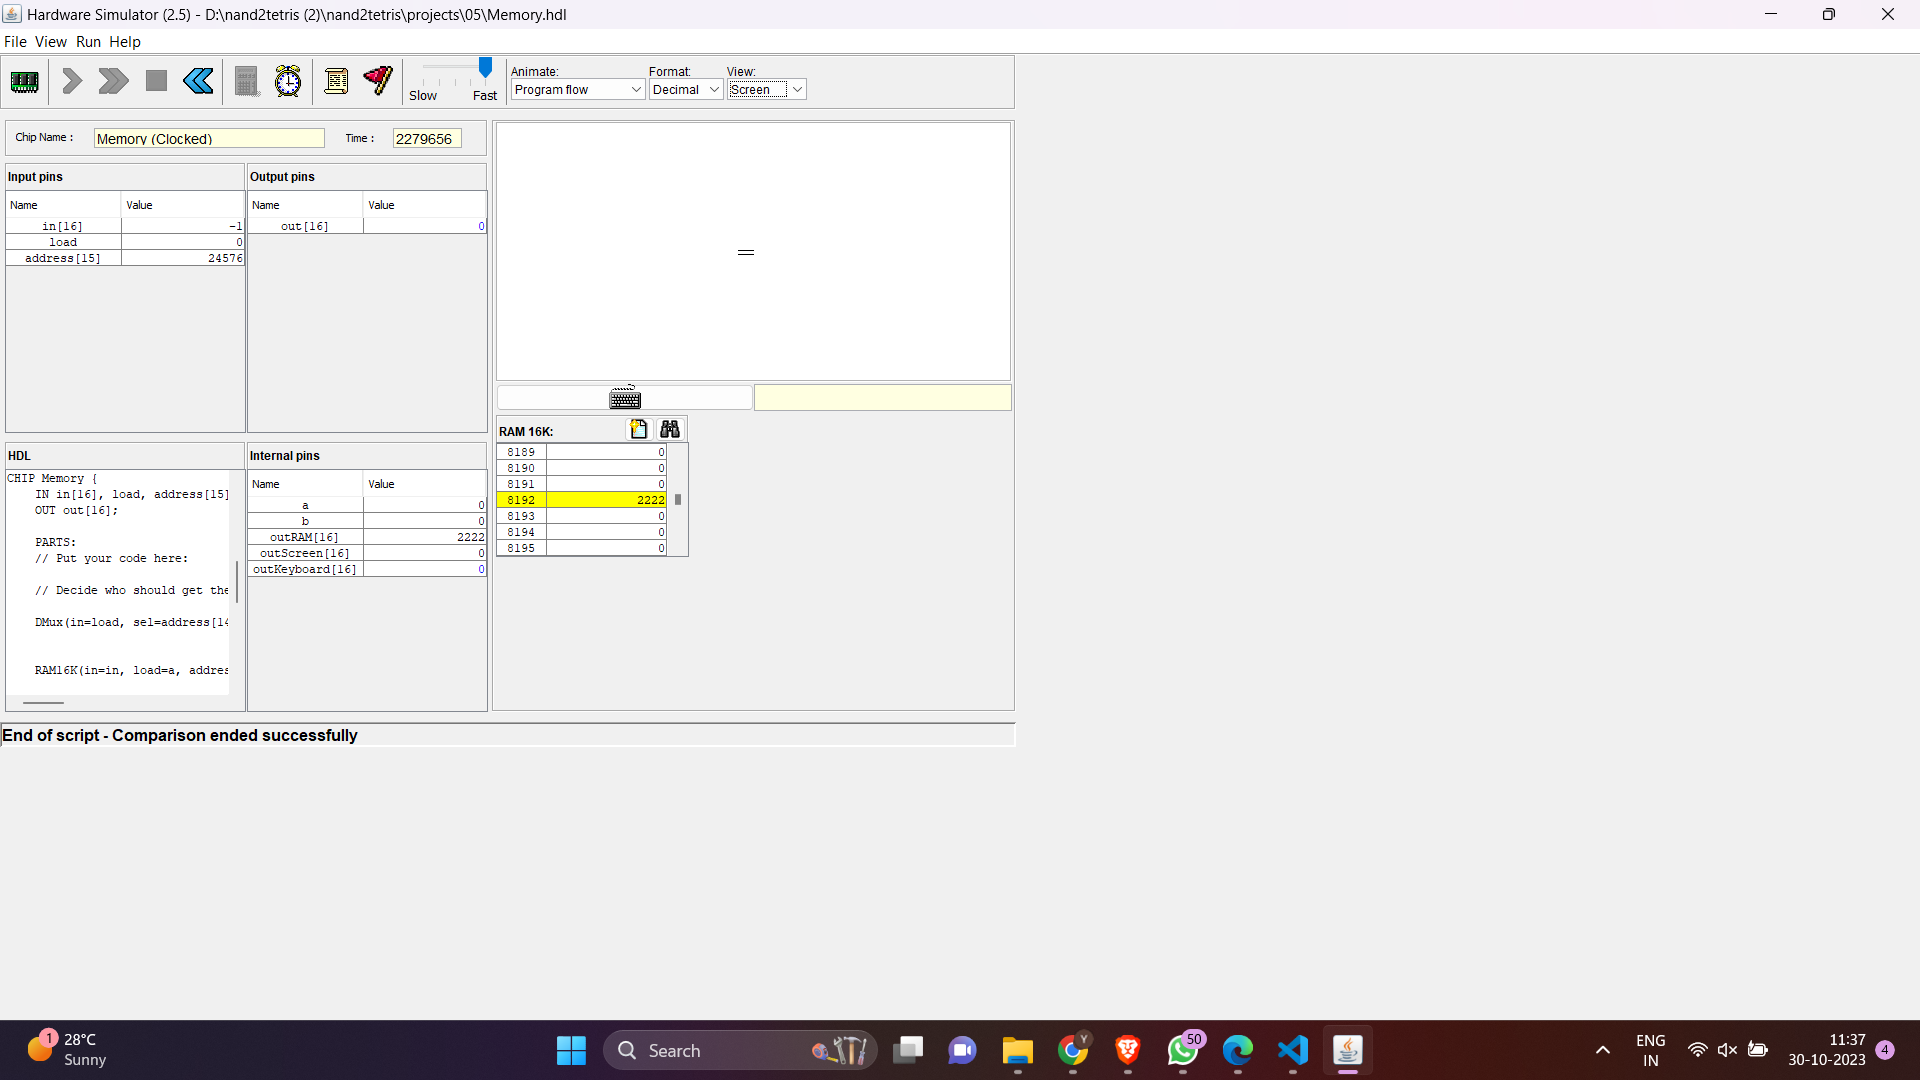 Hardware Simulator (2.5) - D:\nand2tetris (2)\nand2tetris\projects\05\Memory.hdl
File View Run Help
Animate: Format: View:
Program flow Decimal Screen
Slow Fast
Chip Name : Memory (Clocked) Time : 2279656
Input pins
Name Value
in[16] -1
load 0
address[15] 24576
Output pins
Name Value
out[16] 0
HDL
CHIP Memory {
IN in[16], load, address[15]
OUT out[16];
PARTS:
// Put your code here:
// Decide who should get the
DMux(in=load, sel=address[14
RAM16K(in=in, load=a, addres
Internal pins
Name Value
a 0
b 0
outRAM[16] 2222
outScreen[16] 0
outKeyboard[16] 0
RAM 16K:
8189 0
8190 0
8191 0
8192 2222
8193 0
8194 0
8195 0
End of script - Comparison ended successfully
1
28°C
Sunny
Search
Y
50
ENG
IN
11:37
30-10-2023
4